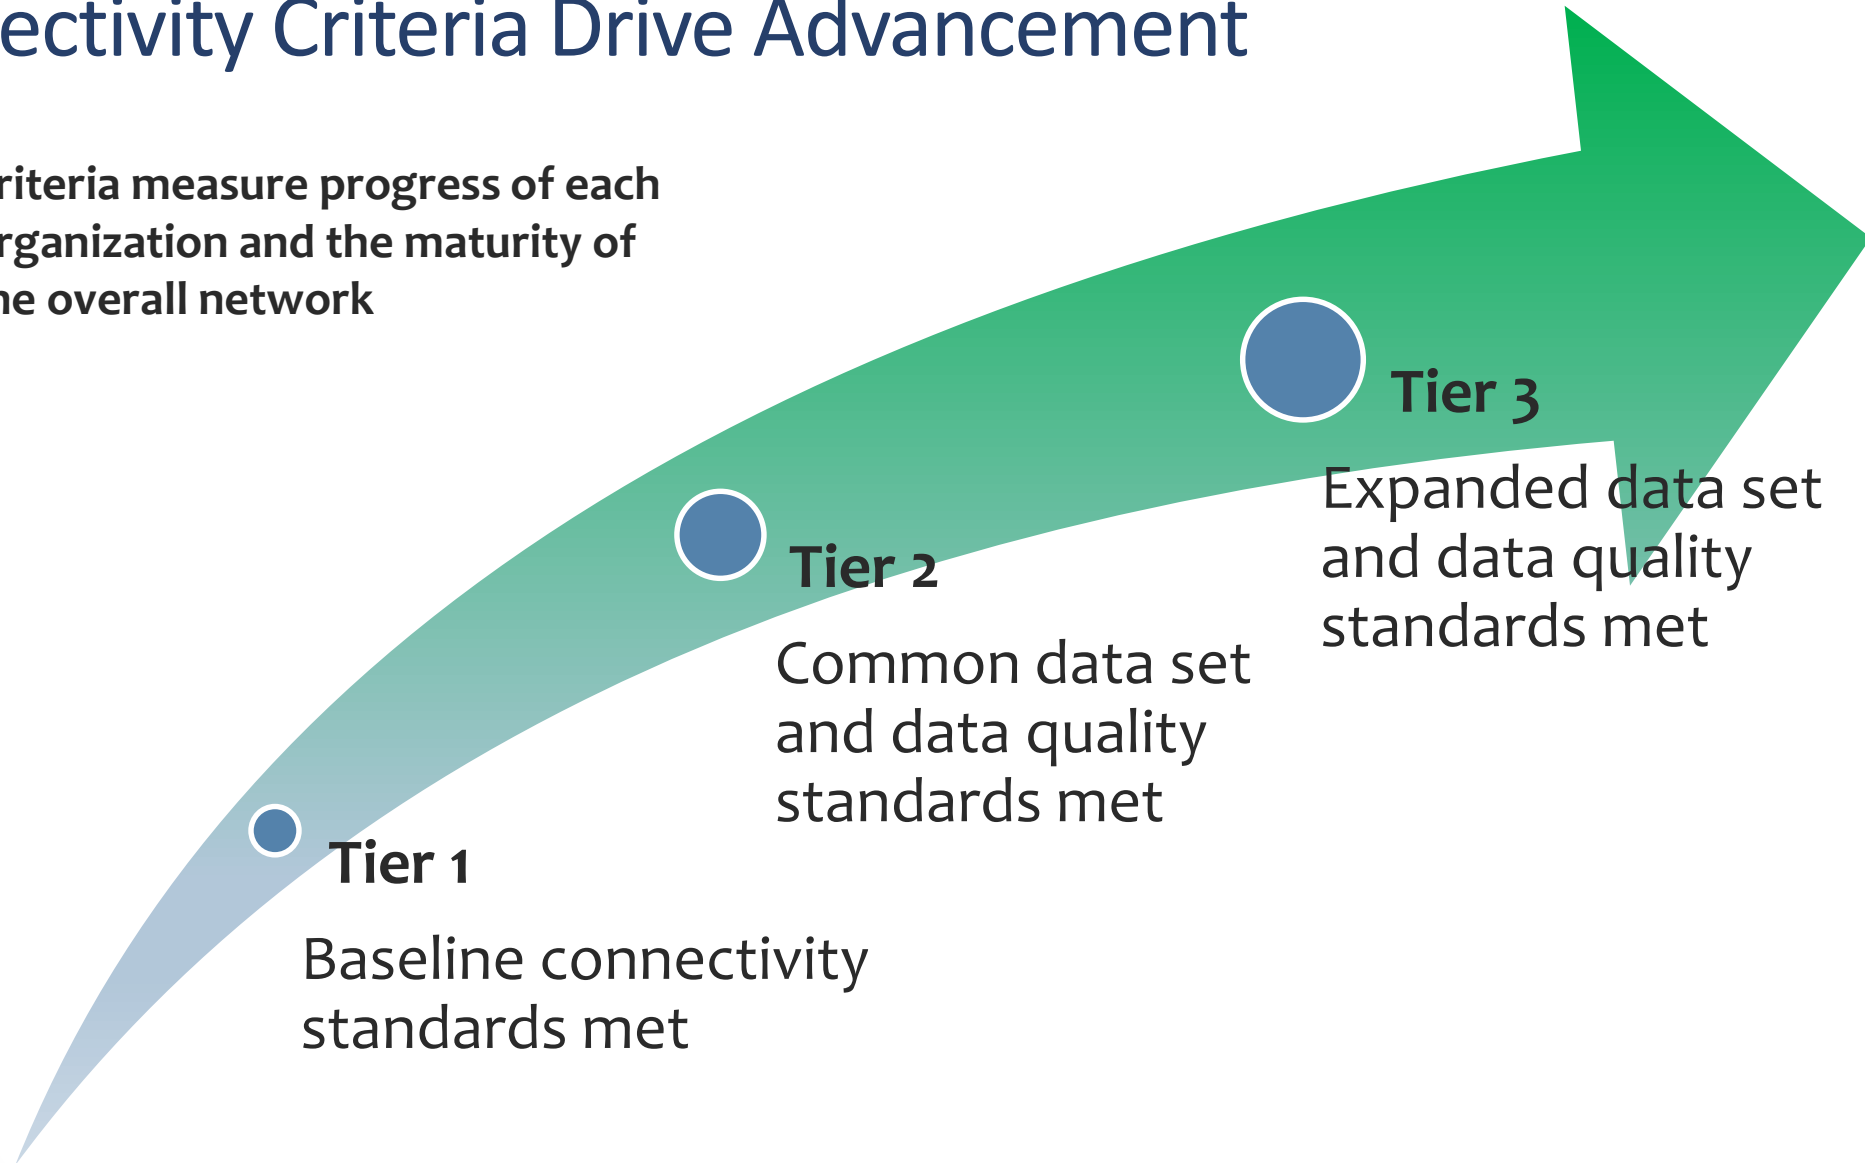 ectivity Criteria Drive Advancement
riteria measure progress of each
rganization and the maturity of
he overall network
Tier 3
Expanded data set
and data quality
standards met
Tier 2
Common data set
and data quality
standards met
Tier 1
Baseline connectivity
standards met